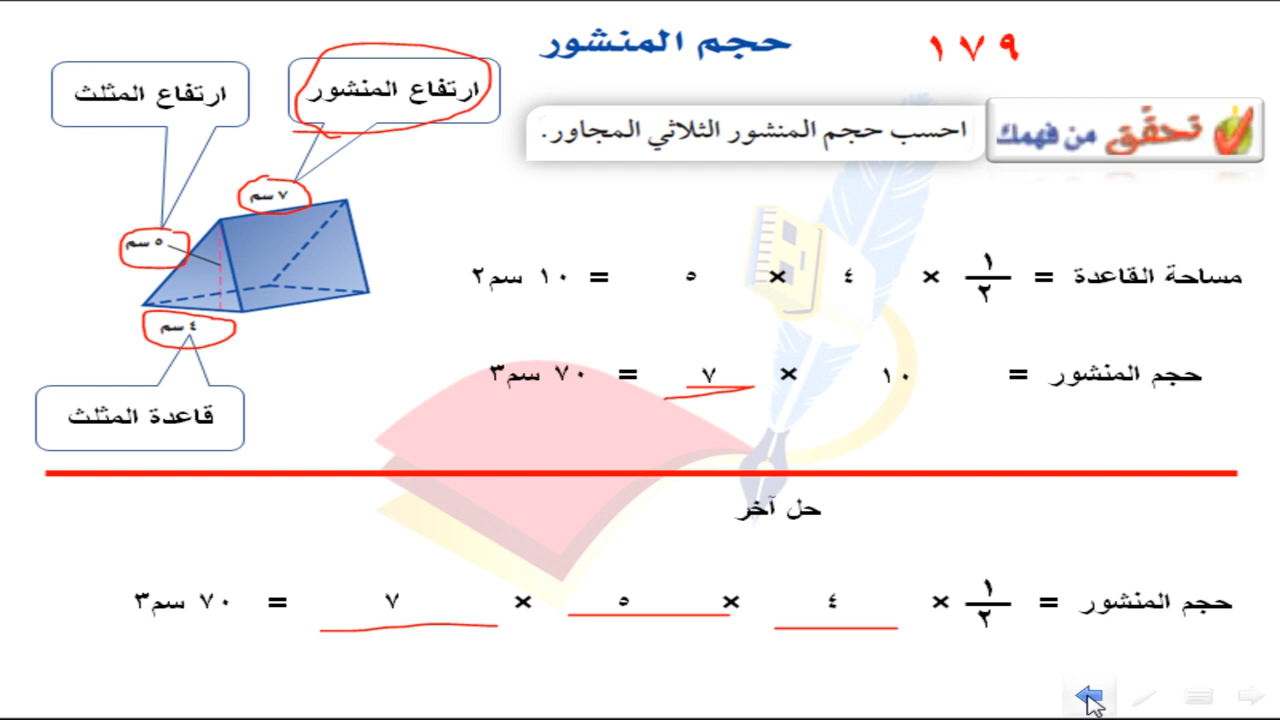 حجم المنشور
١٧٩
تحقق من فهمك
احسب حجم المنشور الثلاثي المجاور.
ارتفاع المنشور
ارتفاع المثلث
٧ سم
٥ سم
٤ سم
قاعدة المثلث
مساحة القاعدة = ١/٢ × ٤ × ٥ = ١٠ سم٢
حجم المنشور = ١٠ × ٧ = ٧٠ سم٣
حل آخر
حجم المنشور = ١/٢ × ٤ × ٥ × ٧ = ٧٠ سم٣